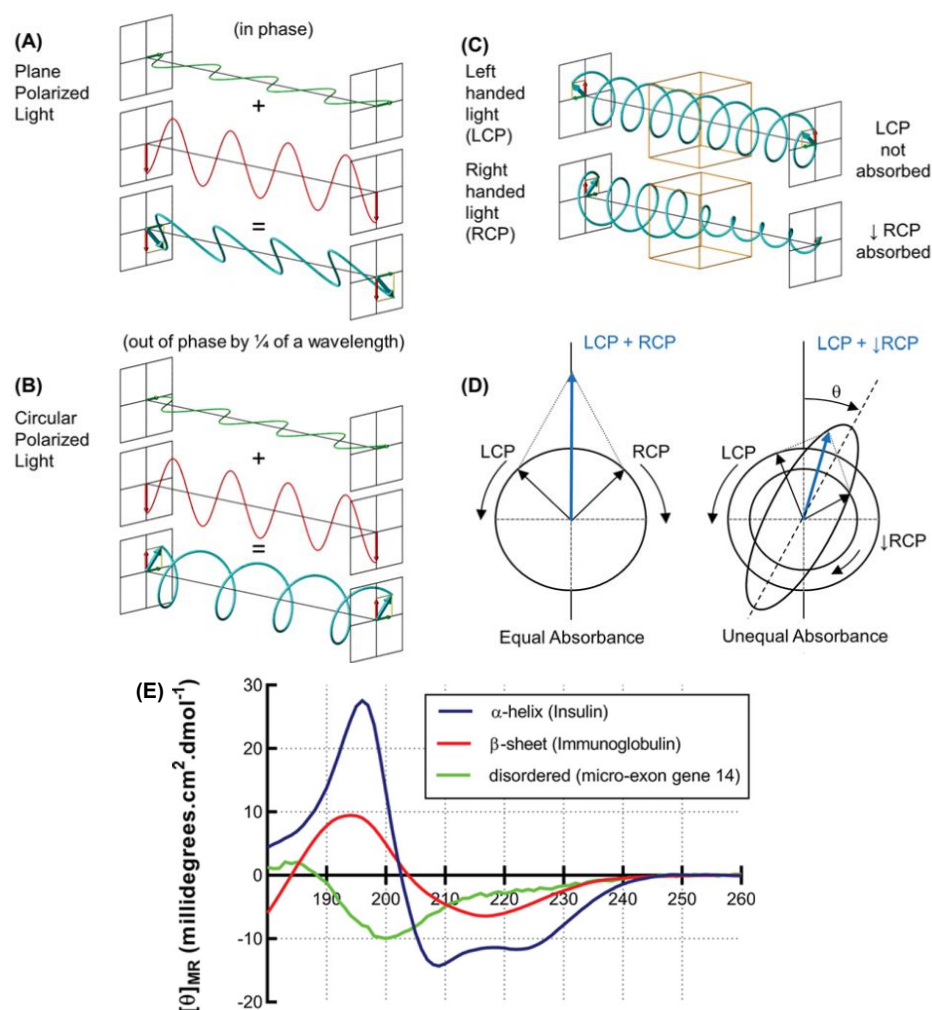 (A)
Plane
Polarized
Light
(in phase)
+
=
(out of phase by ¼ of a wavelength)
(B)
Circular
Polarized
Light
+
=
(C)
Left
handed
light
(LCP)
Right
handed
light
(RCP)
LCP
not
absorbed
↓ RCP
absorbed
(D)
LCP + RCP
LCP
RCP
Equal Absorbance
LCP + ↓RCP
θ
LCP
↓RCP
Unequal Absorbance
(E)
[θ]MR (millidegrees.cm².dmol⁻¹)
30
20
10
0
-10
-20
190 200 210 220 230 240 250 260
α-helix (Insulin)
β-sheet (Immunoglobulin)
disordered (micro-exon gene 14)